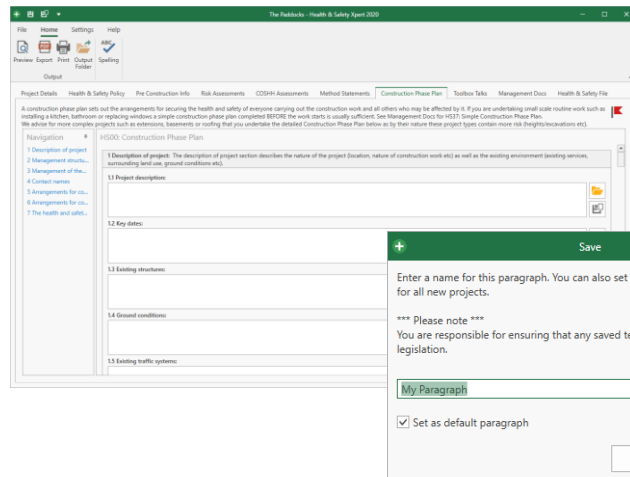 The Paddocks - Health & Safety Xpert 2020
File Home Settings Help
Preview Export Print Output Folder Spelling
Output
Project Details Health & Safety Policy Pre Construction Info Risk Assessments COSHH Assessments Method Statements Construction Phase Plan Toolbox Talks Management Docs Health & Safety File
A construction phase plan sets out the arrangements for securing the health and safety of everyone carrying out the construction work and all others who may be affected by it. If you are undertaking small scale routine work such as
installing a kitchen, bathroom or replacing windows a simple construction phase plan completed BEFORE the work starts is usually sufficient. See Management Docs for HS37: Simple Construction Phase Plan.
We advise for more complex projects such as extensions, basements or roofing that you undertake the detailed Construction Phase Plan below as by their nature these project types contain more risk (heights/excavations etc).
Navigation
1 Description of project
2 Management structu...
3 Management of the...
4 Contact names
5 Arrangements for co...
6 Arrangements for co...
7 The health and safet...
HS00: Construction Phase Plan
1 Description of project: The description of project section describes the nature of the project (location, nature of construction work etc) as well as the existing environment (existing services,
surrounding land use, ground conditions etc).
1.1 Project description:
1.2 Key dates:
1.3 Existing structures:
1.4 Ground conditions:
1.5 Existing traffic systems:
Save
Enter a name for this paragraph. You can also set
for all new projects.
*** Please note ***
You are responsible for ensuring that any saved te
legislation.
My Paragraph
Set as default paragraph